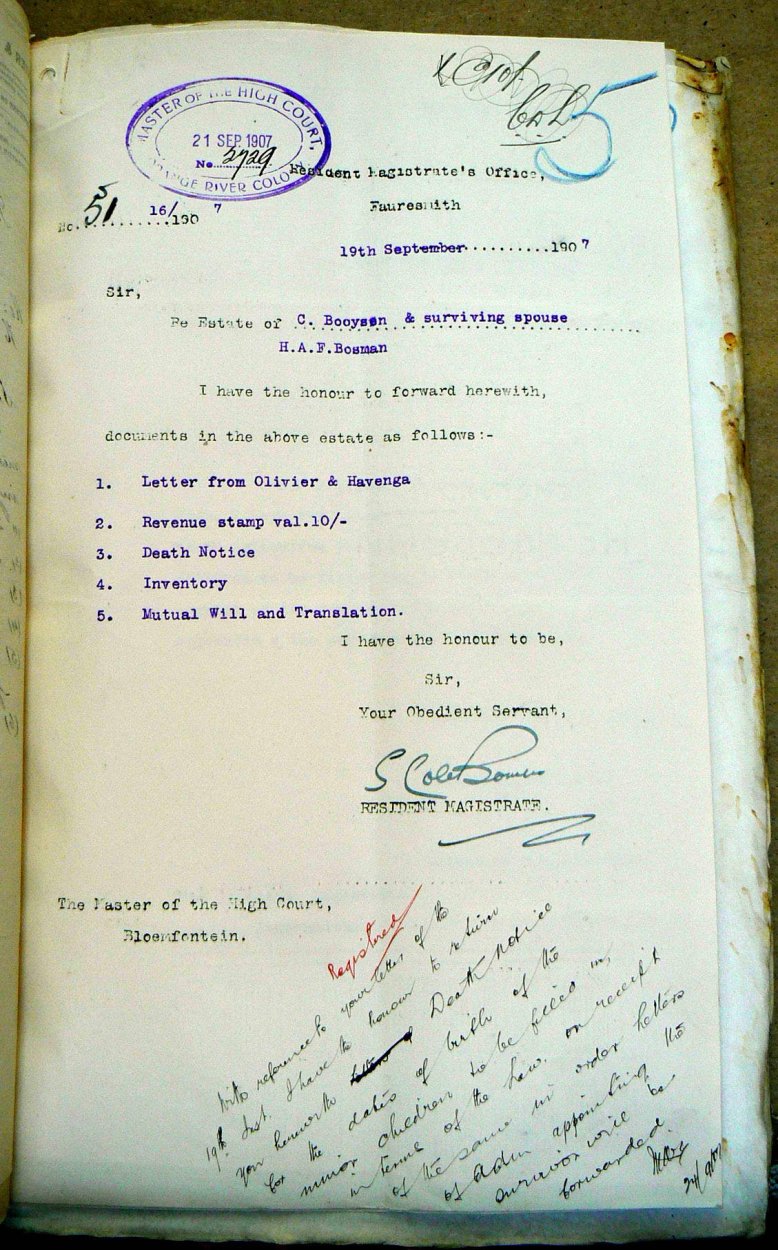 MASTER OF THE HIGH COURT,
21 SEP 1907
No. 2729
ORANGE RIVER COLONY
5
Resident Magistrate's Office,
Fauresmith
No. 51 16/ 1907
19th September 1907
Sir,
Re Estate of C. Booysen & surviving spouse
H.A.F.Bosman
I have the honour to forward herewith,
documents in the above estate as follows:-
1. Letter from Olivier & Havenga
2. Revenue stamp val.10/-
3. Death Notice
4. Inventory
5. Mutual Will and Translation.
I have the honour to be,
Sir,
Your Obedient Servant,
RESIDENT MAGISTRATE.
The Master of the High Court,
Bloemfontein.
Registered
With reference to your letter of the
19th Inst. I have the honour to return
you herewith Death Notice
for the dates of birth of the
minor children to be filled in,
in terms of the Law. on receipt
of the same in order letters
of admn appointing the
survivor will be
forwarded.